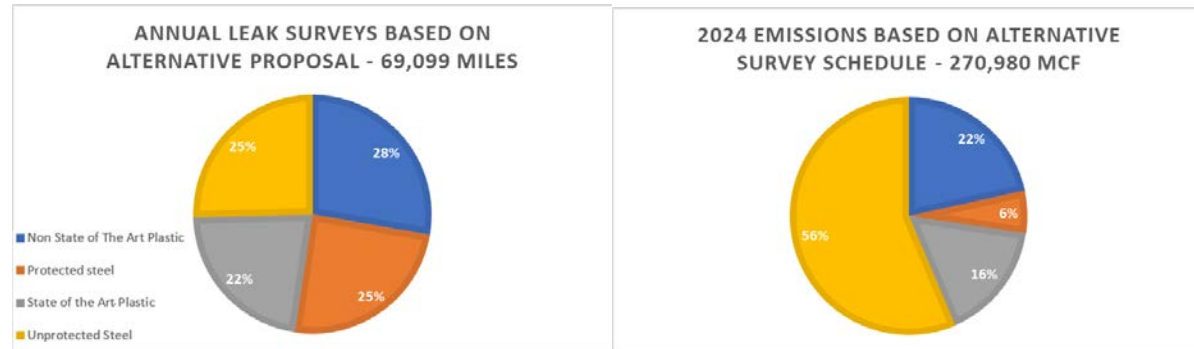 ANNUAL LEAK SURVEYS BASED ON
ALTERNATIVE PROPOSAL - 69,099 MILES
25%
28%
22%
25%
Non State of The Art Plastic
Protected steel
State of the Art Plastic
Unprotected Steel
2024 EMISSIONS BASED ON ALTERNATIVE
SURVEY SCHEDULE - 270,980 MCF
22%
6%
56%
16%